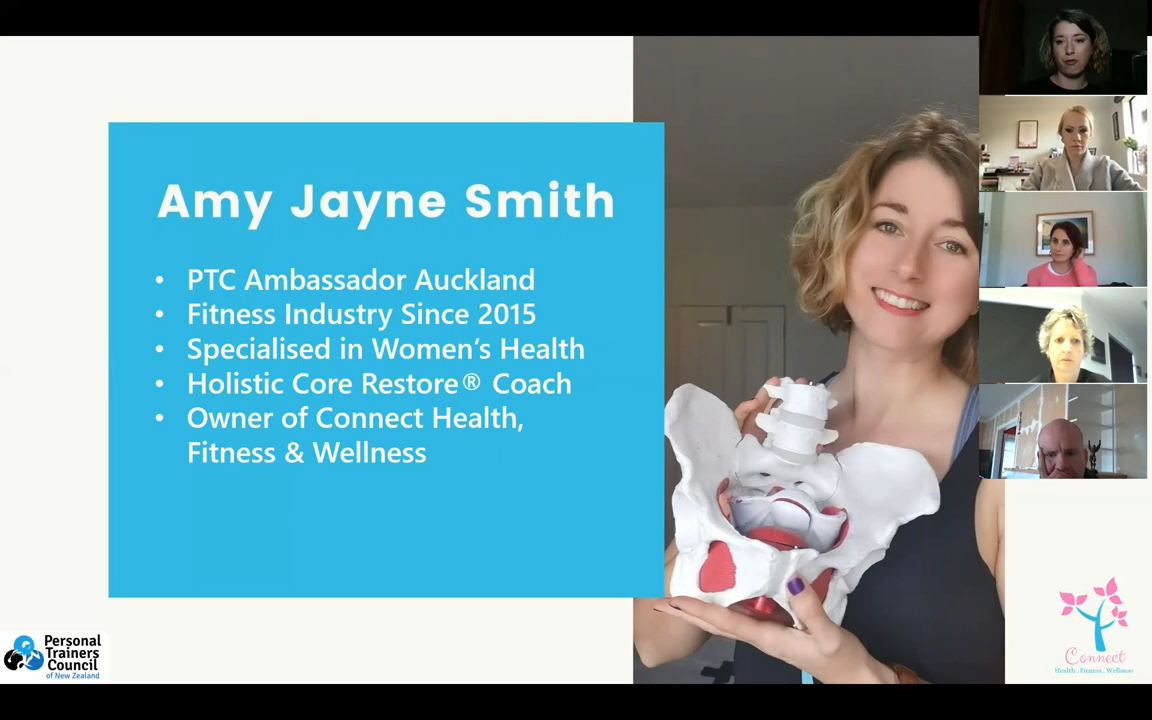 Amy Jayne Smith
• PTC Ambassador Auckland
• Fitness Industry Since 2015
• Specialised in Women’s Health
• Holistic Core Restore® Coach
• Owner of Connect Health,
Fitness & Wellness
Personal
Trainers
Council
of New Zealand
Connect
Health . Fitness . Wellness